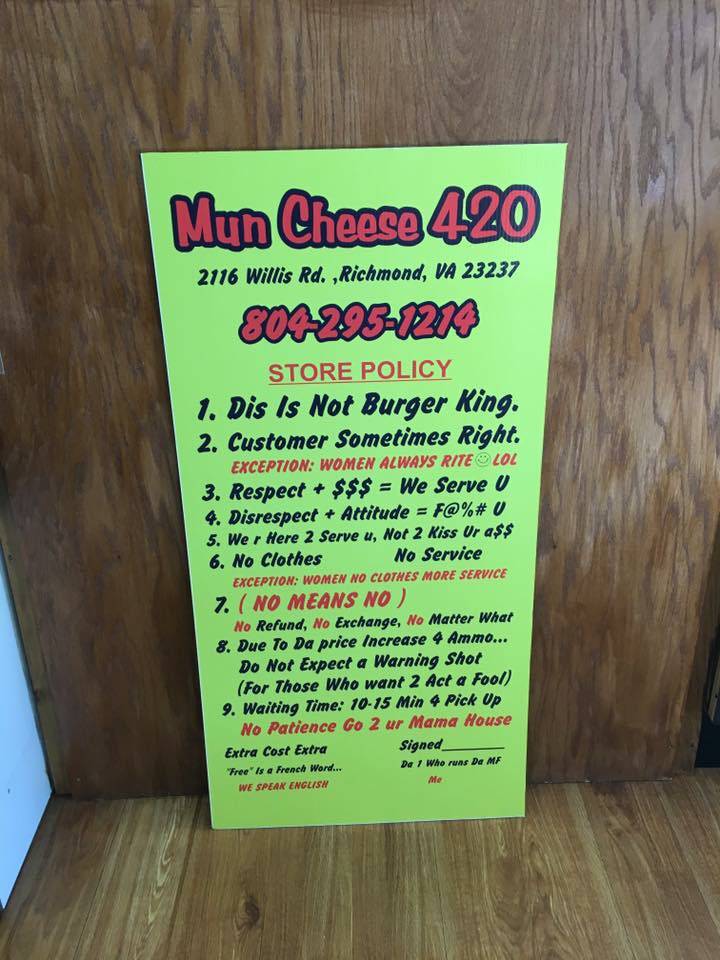 Mun Cheese 420
2116 Willis Rd. ,Richmond, VA 23237
804-295-1214
STORE POLICY
1. Dis Is Not Burger King.
2. Customer Sometimes Right.
EXCEPTION: WOMEN ALWAYS RITE☺LOL
3. Respect + $$$ = We Serve U
4. Disrespect + Attitude = F@%# U
5. We r Here 2 Serve u, Not 2 Kiss Ur a$$
6. No Clothes No Service
EXCEPTION: WOMEN NO CLOTHES MORE SERVICE
7. ( NO MEANS NO )
No Refund, No Exchange, No Matter What
8. Due To Da price Increase 4 Ammo...
Do Not Expect a Warning Shot
(For Those Who want 2 Act a Fool)
9. Waiting Time: 10-15 Min 4 Pick Up
No Patience Go 2 ur Mama House
Extra Cost Extra Signed________
"Free" Is a French Word... Da 1 Who runs Da MF
WE SPEAK ENGLISH Me